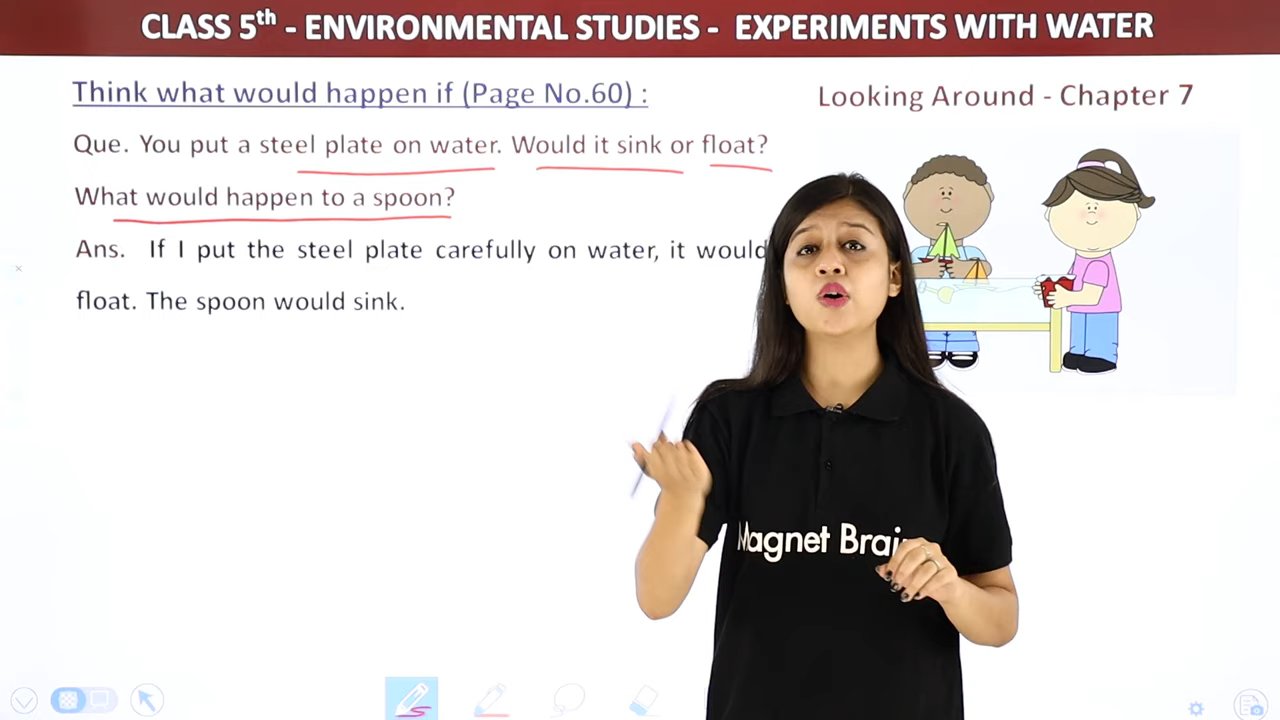 CLASS 5th - ENVIRONMENTAL STUDIES - EXPERIMENTS WITH WATER
Think what would happen if (Page No.60) :
Looking Around - Chapter 7
Que. You put a steel plate on water. Would it sink or float?
What would happen to a spoon?
Ans. If I put the steel plate carefully on water, it would
float. The spoon would sink.
Magnet Brai